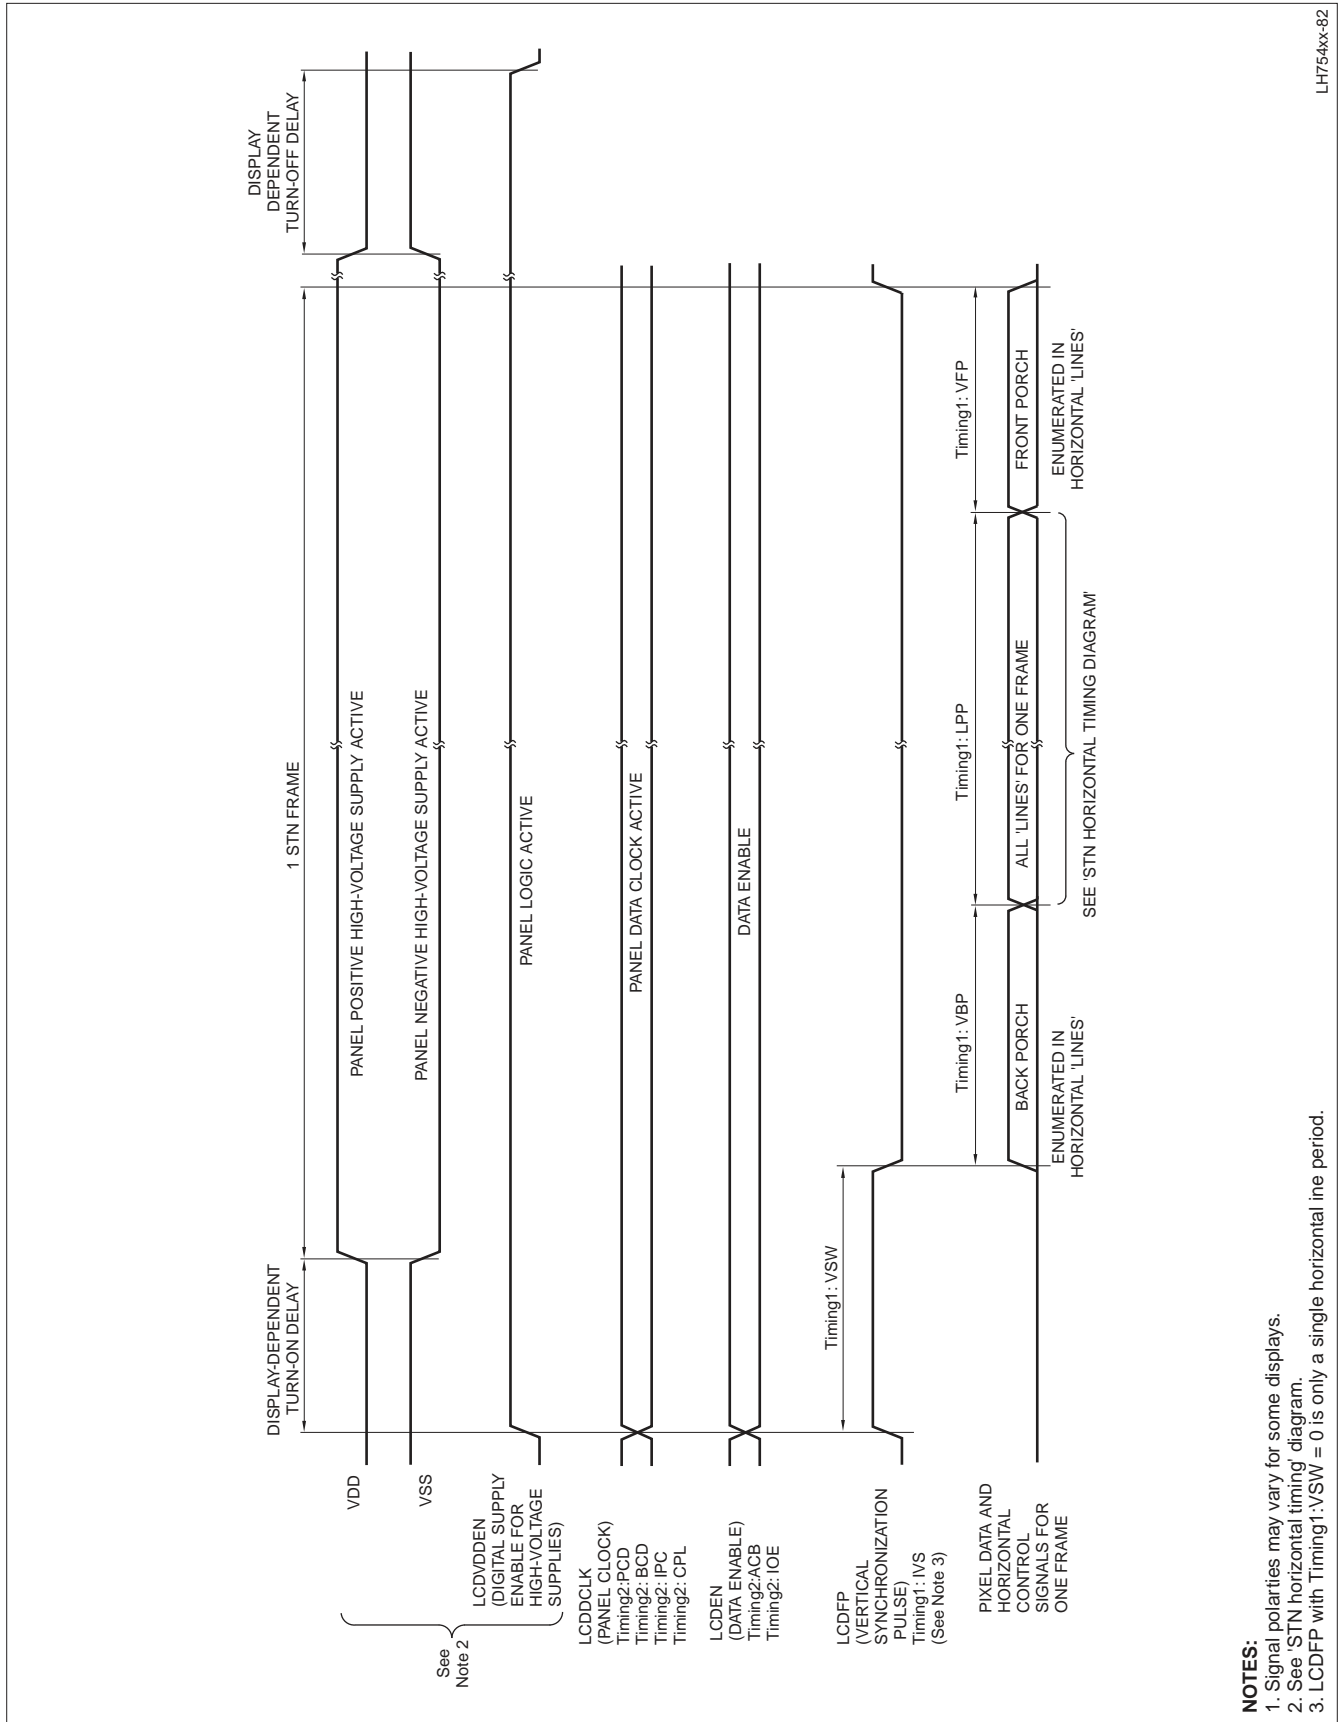 DISPLAY-DEPENDENT
TURN-ON DELAY
1 STN FRAME
DISPLAY
DEPENDENT
TURN-OFF DELAY
VDD
PANEL POSITIVE HIGH-VOLTAGE SUPPLY ACTIVE
VSS
PANEL NEGATIVE HIGH-VOLTAGE SUPPLY ACTIVE
See
Note 2
LCDVDDEN
(DIGITAL SUPPLY
ENABLE FOR
HIGH-VOLTAGE
SUPPLIES)
PANEL LOGIC ACTIVE
LCDDCLK
(PANEL CLOCK)
Timing2:PCD
Timing2: BCD
Timing2: IPC
Timing2: CPL
PANEL DATA CLOCK ACTIVE
LCDEN
(DATA ENABLE)
Timing2:ACB
Timing2: IOE
DATA ENABLE
Timing1: VSW
LCDFP
(VERTICAL
SYNCHRONIZATION
PULSE)
Timing1: IVS
(See Note 3)
Timing1: VBP
Timing1: LPP
Timing1: VFP
PIXEL DATA AND
HORIZONTAL
CONTROL
SIGNALS FOR
ONE FRAME
BACK PORCH
ALL 'LINES' FOR ONE FRAME
FRONT PORCH
ENUMERATED IN
HORIZONTAL 'LINES'
SEE 'STN HORIZONTAL TIMING DIAGRAM'
ENUMERATED IN
HORIZONTAL 'LINES'
NOTES:
1. Signal polarties may vary for some displays.
2. See 'STN horizontal timing' diagram.
3. LCDFP with Timing1:VSW = 0 is only a single horizontal ine period.
LH754xx-82